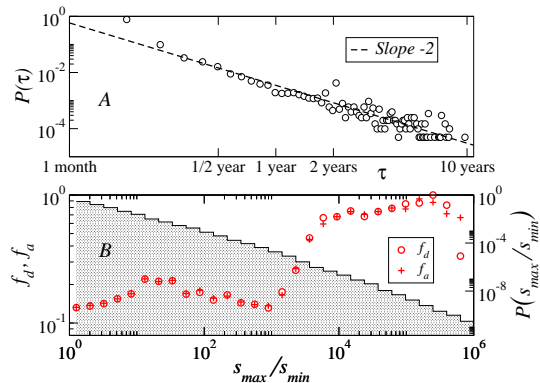 10^0
10^-2
10^-4
P(τ)
A
Slope -2
1 month
1/2 year
1 year
2 years
τ
10 years
10^0
10^-1
f_d, f_a
B
f_d
f_a
10^0
10^-4
10^-8
P(s_max/s_min)
10^0
10^2
10^4
10^6
s_max/s_min